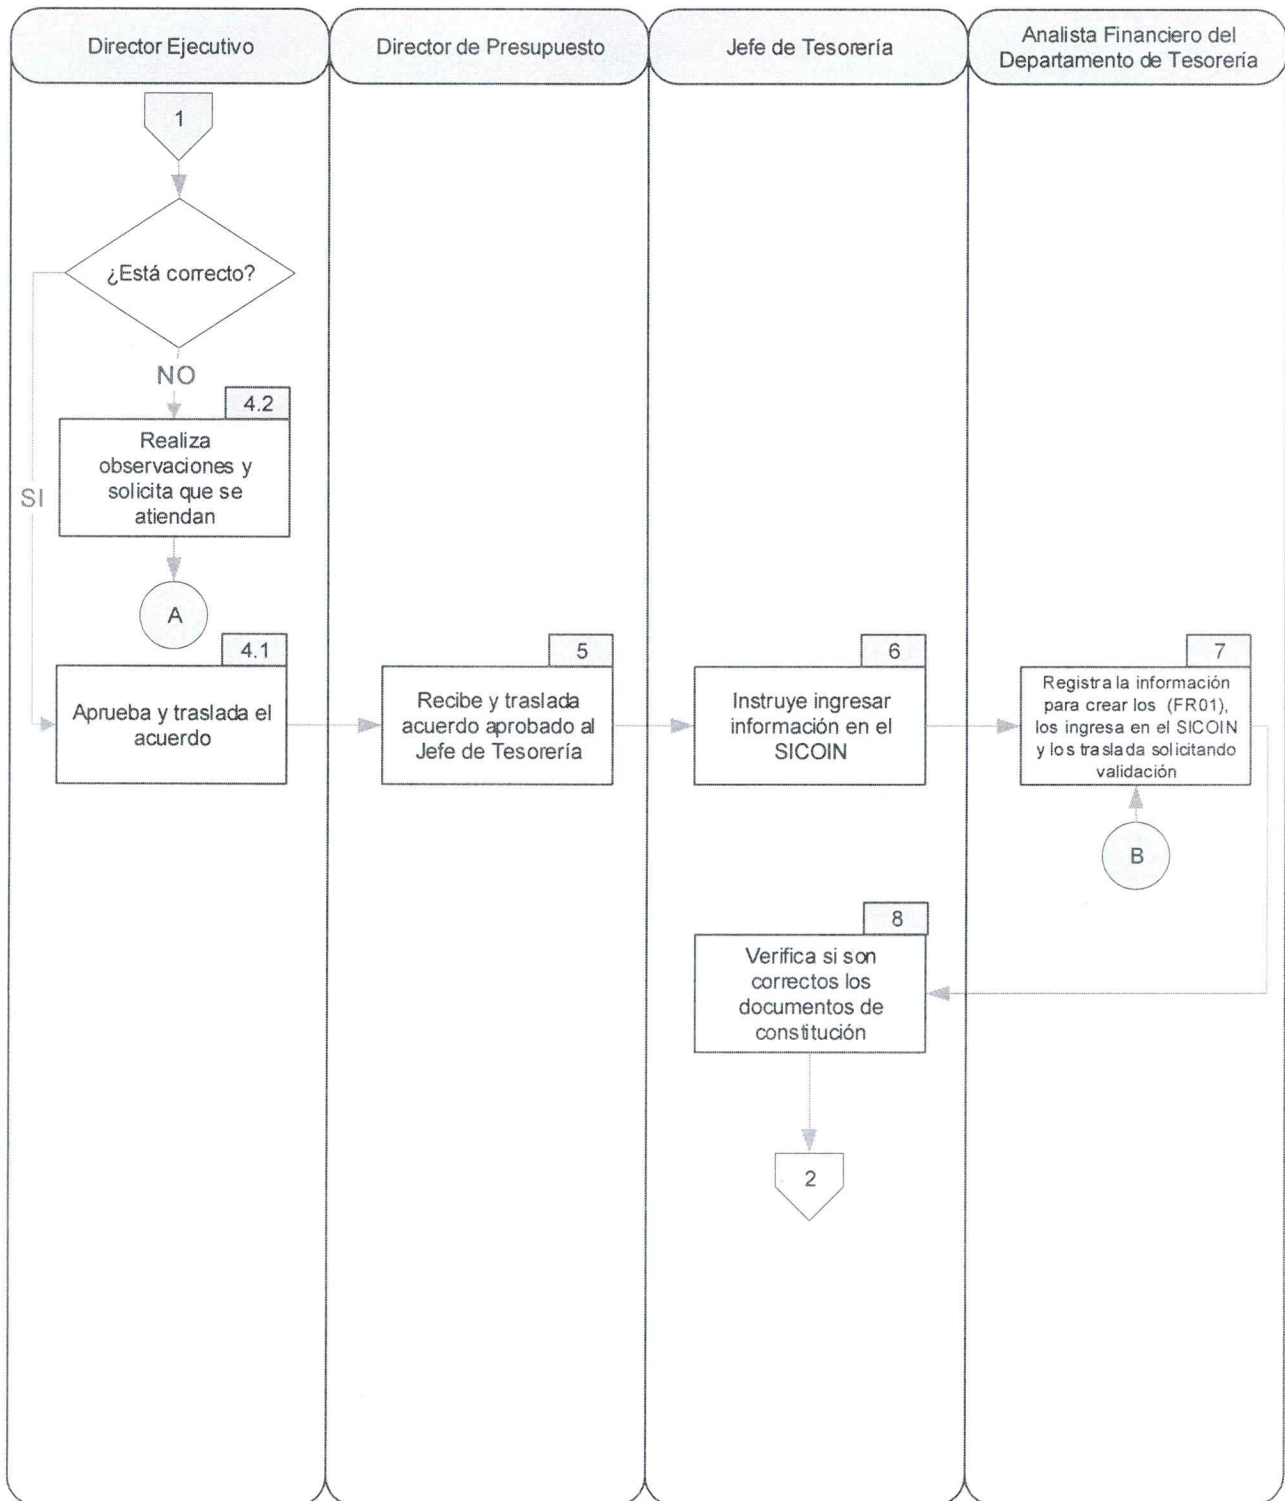 Director Ejecutivo
Director de Presupuesto
Jefe de Tesorería
Analista Financiero del
Departamento de Tesorería
1
¿Está correcto?
NO
4.2
Realiza
observaciones y
solicita que se
atiendan
SI
A
4.1
Aprueba y traslada el
acuerdo
5
Recibe y traslada
acuerdo aprobado al
Jefe de Tesorería
6
Instruye ingresar
información en el
SICOIN
7
Registra la información
para crear los (FR01),
los ingresa en el SICOIN
y los traslada solicitando
validación
B
8
Verifica si son
correctos los
documentos de
constitución
2